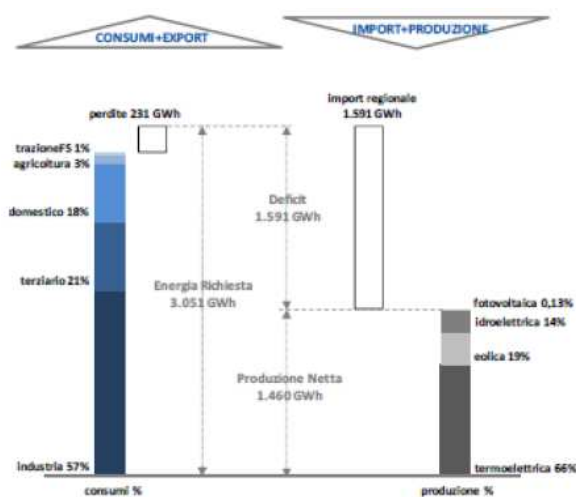 CONSUMI+EXPORT
IMPORT+PRODUZIONE
perdite 231 GWh
import regionale
1.591 GWh
trazioneFS 1%
agricoltura 3%
domestico 18%
terziario 21%
industria 57%
consumi %
Energia Richiesta
3.051 GWh
Deficit
1.591 GWh
Produzione Netta
1.460 GWh
fotovoltaica 0,13%
idroelettrica 14%
eolica 19%
termoelettrica 66%
produzione %